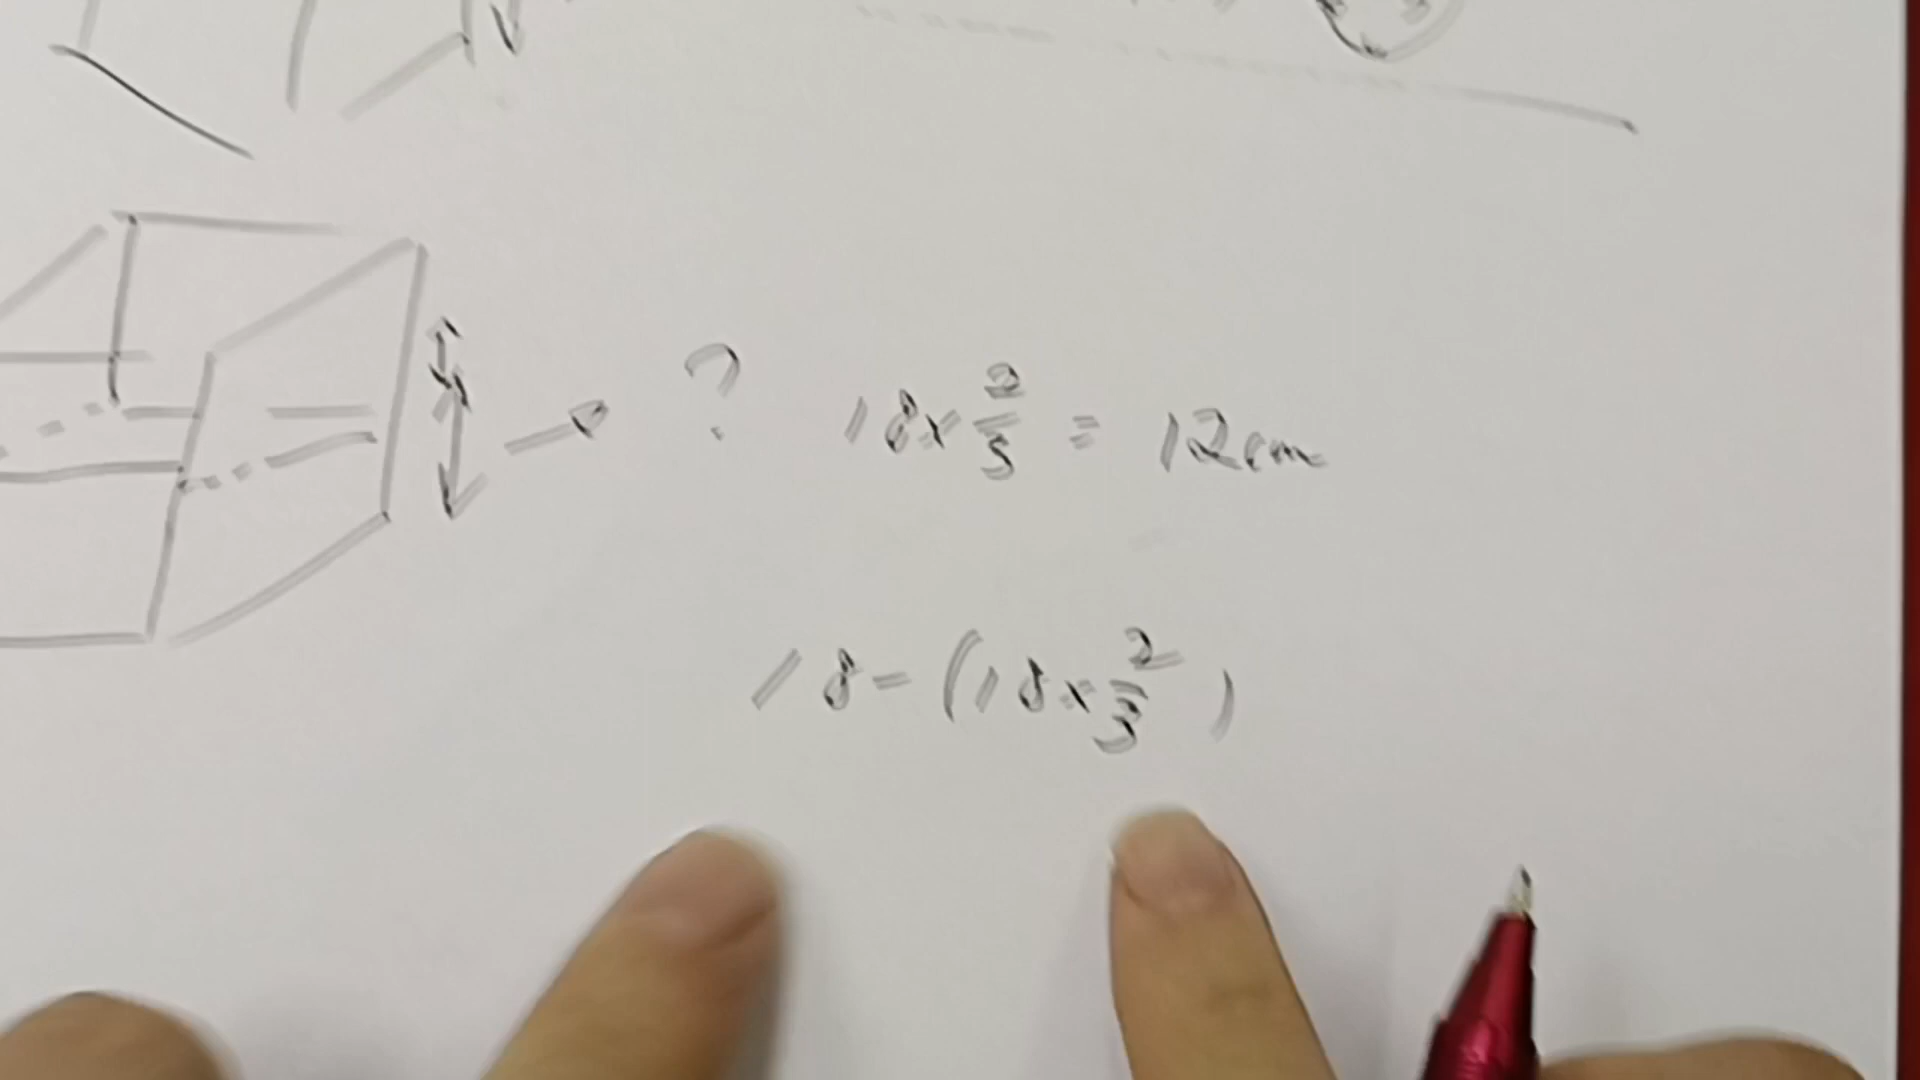 ? 18 × 2/3 = 12cm
18 - (18 × 2/3)